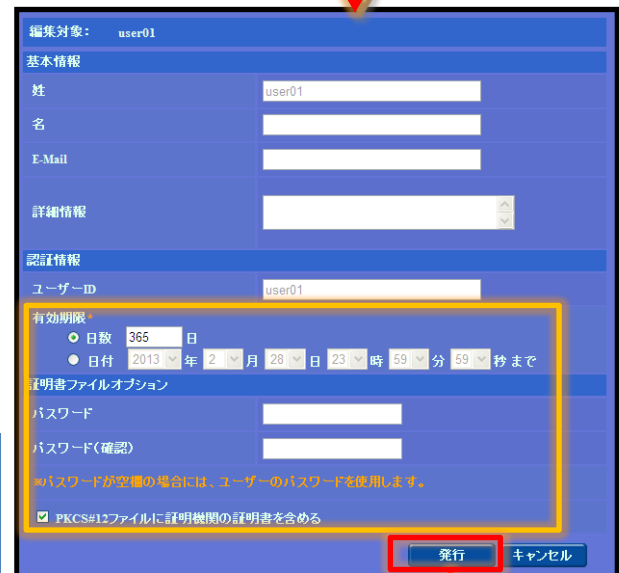 編集対象： user01
基本情報
姓 user01
名
E-Mail
詳細情報
認証情報
ユーザーID user01
有効期限*
日数 365 日
日付 2013 年 2 月 28 日 23 時 59 分 59 秒 まで
証明書ファイルオプション
パスワード
パスワード(確認)
※パスワードが空欄の場合には、ユーザーのパスワードを使用します。
PKCS#12ファイルに証明機関の証明書を含める
発行 キャンセル